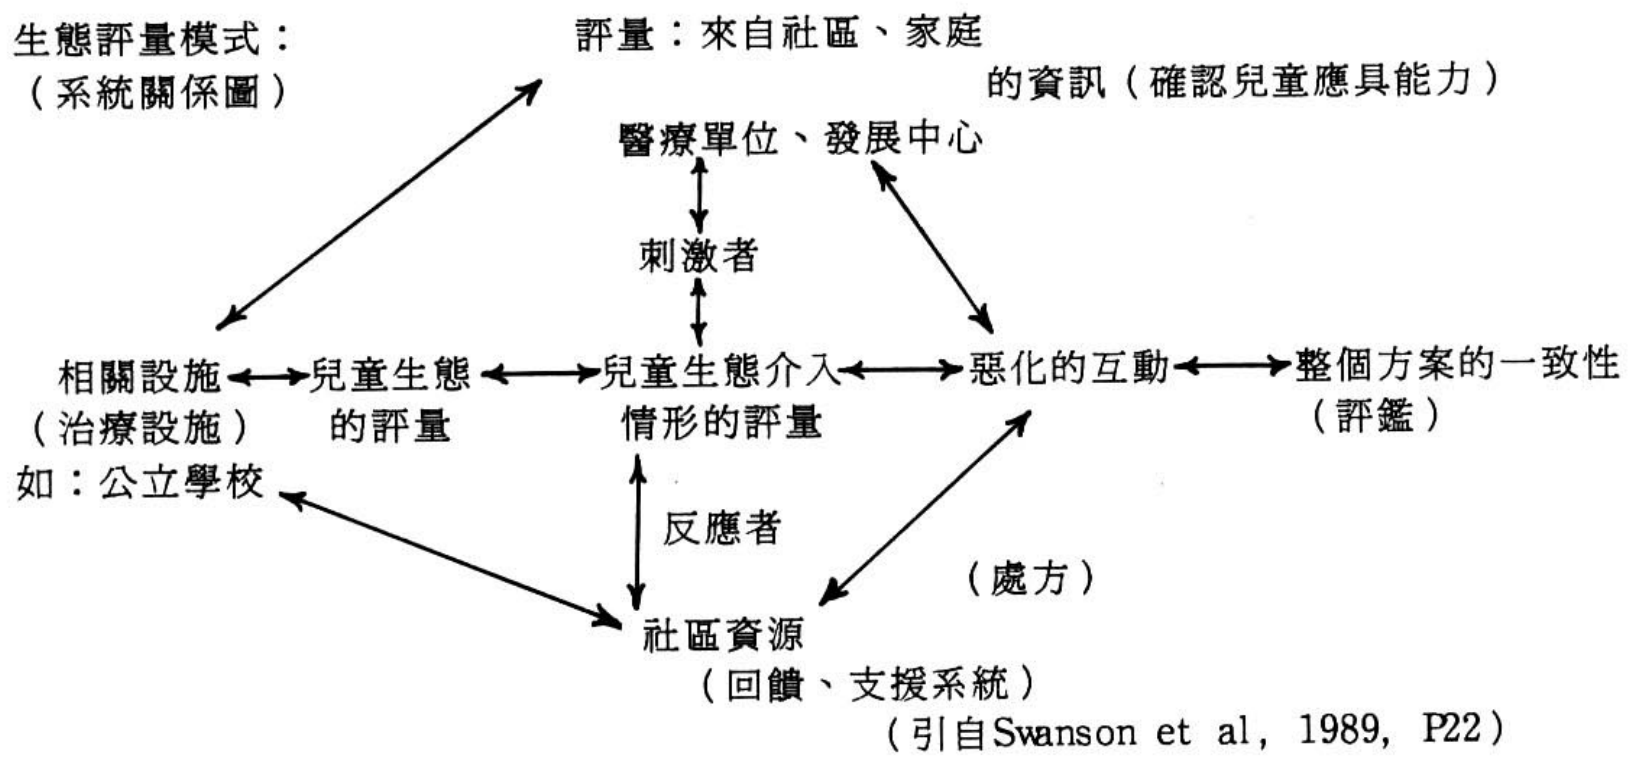 生態評量模式：
（系統關係圖）
評量：來自社區、家庭
的資訊（確認兒童應具能力）
醫療單位、發展中心
刺激者
相關設施
（治療設施）
如：公立學校
兒童生態
的評量
兒童生態介入
情形的評量
惡化的互動
整個方案的一致性
（評鑑）
反應者
（處方）
社區資源
（回饋、支援系統）
（引自Swanson et al, 1989, P22）